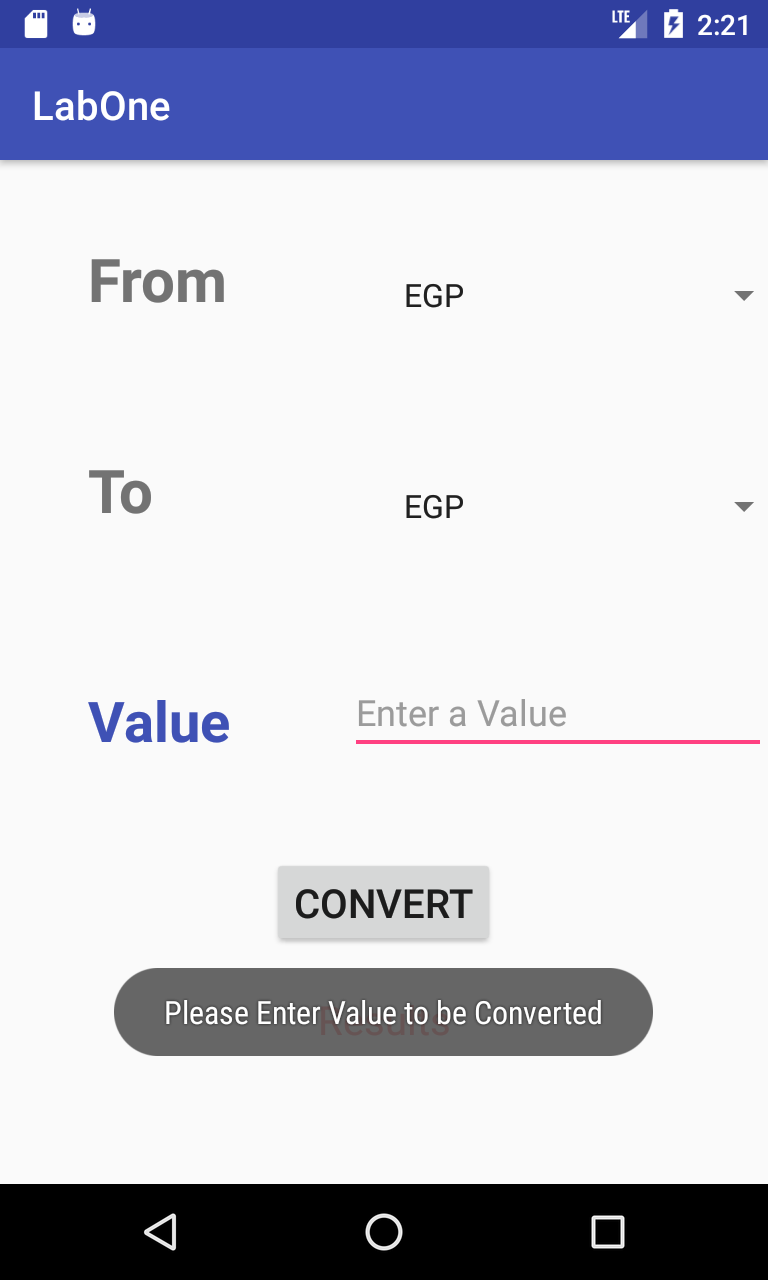 LTE 2:21
LabOne
From
EGP
To
EGP
Value
Enter a Value
CONVERT
Please Enter Value to be Converted
Results